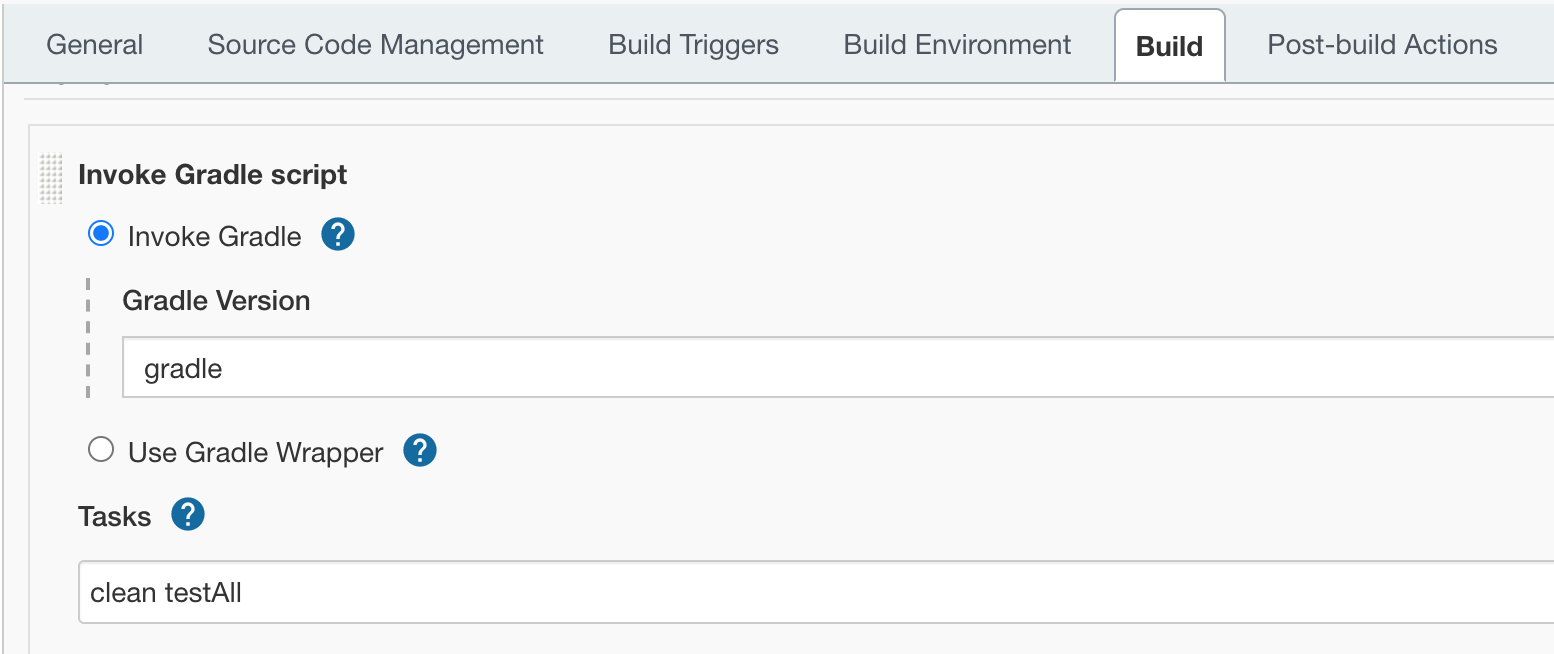 General Source Code Management Build Triggers Build Environment Build Post-build Actions
Invoke Gradle script
Invoke Gradle ?
Gradle Version
gradle
Use Gradle Wrapper ?
Tasks ?
clean testAll